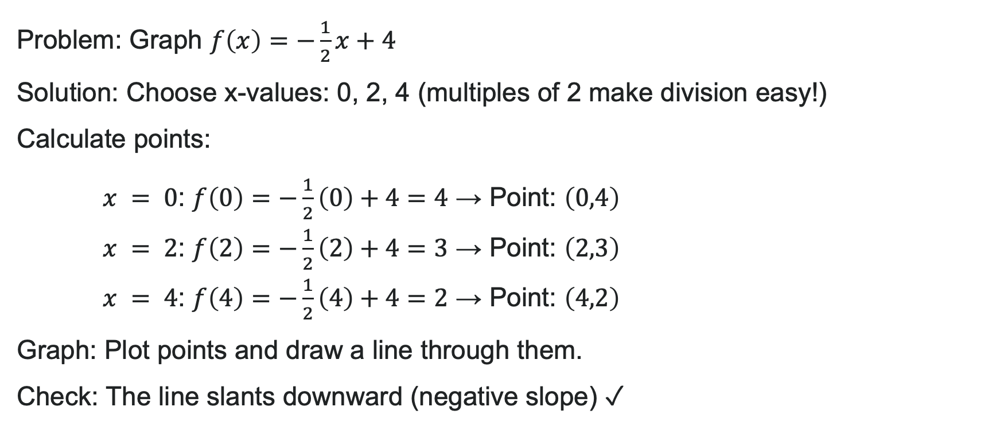 Problem: Graph f(x) = −\frac{1}{2}x + 4
Solution: Choose x-values: 0, 2, 4 (multiples of 2 make division easy!)
Calculate points:
x = 0: f(0) = −\frac{1}{2}(0) + 4 = 4 → Point: (0,4)
x = 2: f(2) = −\frac{1}{2}(2) + 4 = 3 → Point: (2,3)
x = 4: f(4) = −\frac{1}{2}(4) + 4 = 2 → Point: (4,2)
Graph: Plot points and draw a line through them.
Check: The line slants downward (negative slope) ✓